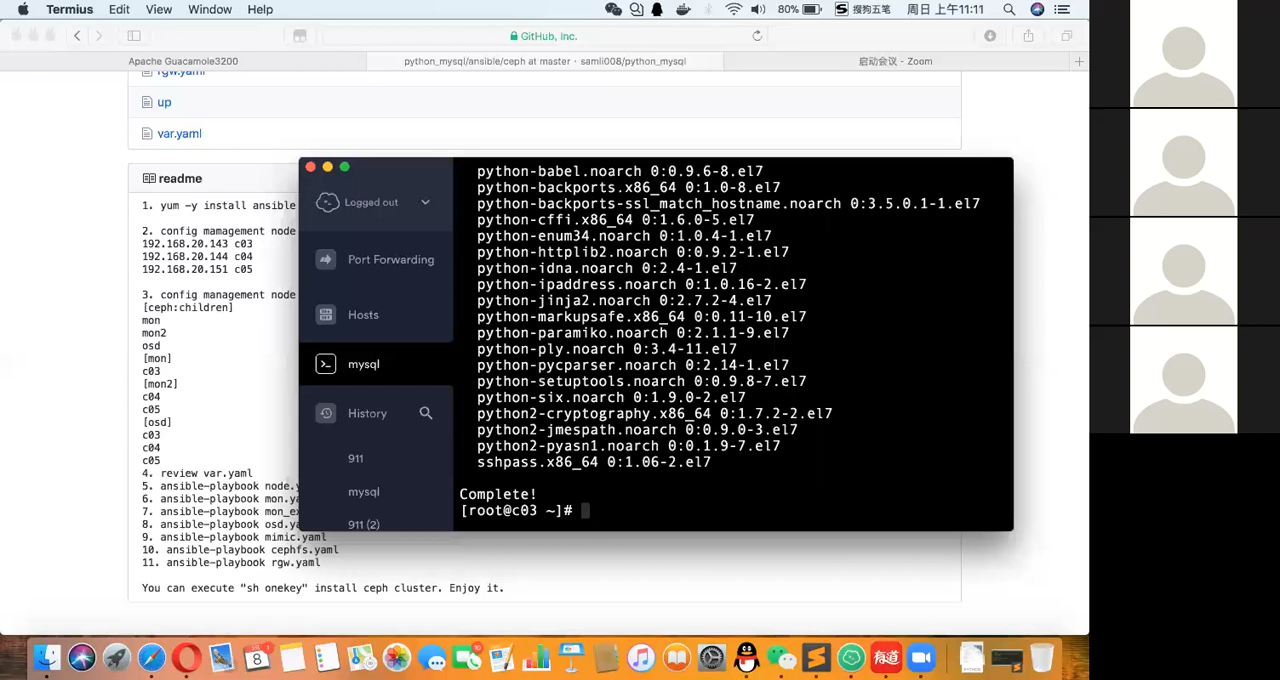 Termius Edit View Window Help 80% 搜狗五笔 周日 上午11:11
GitHub, Inc.
Apache Guacamole3200 python_mysql/ansible/ceph at master · samli008/python_mysql 启动会议 - Zoom
rgw.yaml
up
var.yaml
readme
1. yum -y install ansible
2. config mamagement node
192.168.20.143 c03
192.168.20.144 c04
192.168.20.151 c05
3. config management node
[ceph:children]
mon
mon2
osd
[mon]
c03
[mon2]
c04
c05
[osd]
c03
c04
c05
4. review var.yaml
5. ansible-playbook node.y
6. ansible-playbook mon.ya
7. ansible-playbook mon_ex
8. ansible-playbook osd.ya
9. ansible-playbook mimic.yaml
10. ansible-playbook cephfs.yaml
11. ansible-playbook rgw.yaml
You can execute "sh onekey" install ceph cluster. Enjoy it.
Logged out
Port Forwarding
Hosts
mysql
History
911
mysql
911 (2)
python-babel.noarch 0:0.9.6-8.el7
python-backports.x86_64 0:1.0-8.el7
python-backports-ssl_match_hostname.noarch 0:3.5.0.1-1.el7
python-cffi.x86_64 0:1.6.0-5.el7
python-enum34.noarch 0:1.0.4-1.el7
python-httplib2.noarch 0:0.9.2-1.el7
python-idna.noarch 0:2.4-1.el7
python-ipaddress.noarch 0:1.0.16-2.el7
python-jinja2.noarch 0:2.7.2-4.el7
python-markupsafe.x86_64 0:0.11-10.el7
python-paramiko.noarch 0:2.1.1-9.el7
python-ply.noarch 0:3.4-11.el7
python-pycparser.noarch 0:2.14-1.el7
python-setuptools.noarch 0:0.9.8-7.el7
python-six.noarch 0:1.9.0-2.el7
python2-cryptography.x86_64 0:1.7.2-2.el7
python2-jmespath.noarch 0:0.9.0-3.el7
python2-pyasn1.noarch 0:0.1.9-7.el7
sshpass.x86_64 0:1.06-2.el7
Complete!
[root@c03 ~]#
8
有道